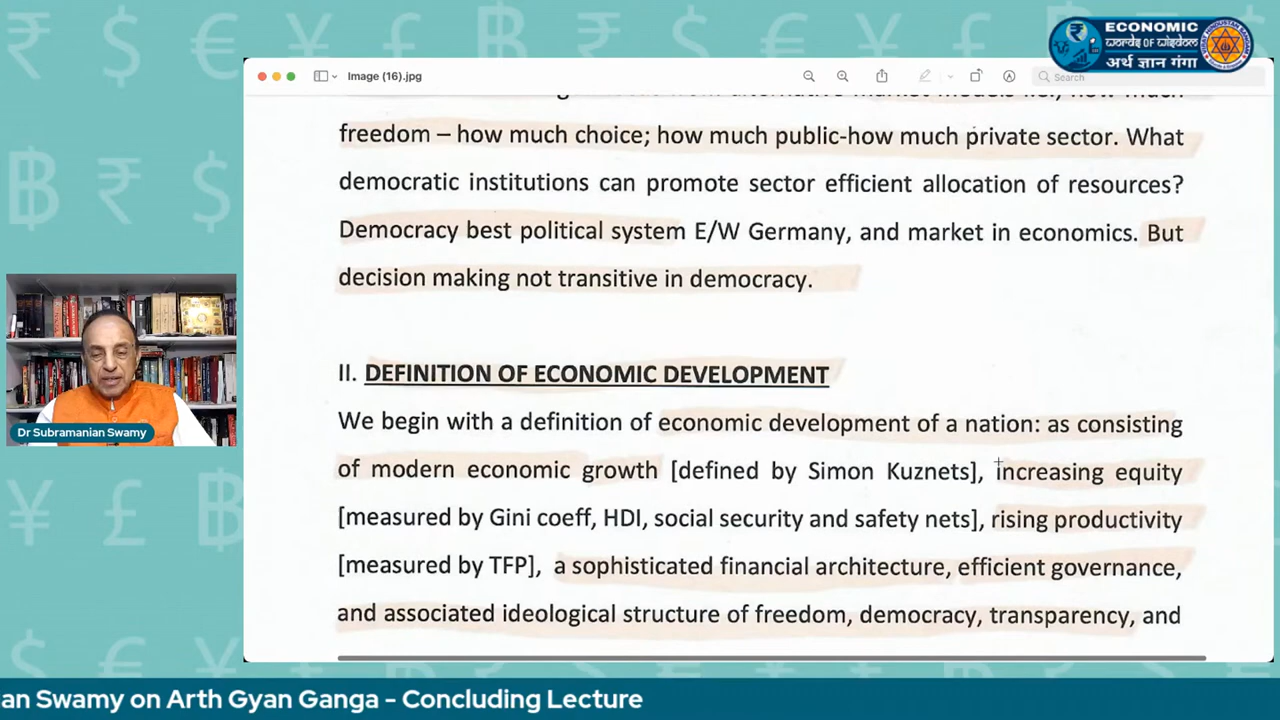 ECONOMIC
WORDS OF WISDOM
अर्थ ज्ञान गंगा
Image (16).jpg
Search
freedom – how much choice; how much public-how much private sector. What
democratic institutions can promote sector efficient allocation of resources?
Democracy best political system E/W Germany, and market in economics. But
decision making not transitive in democracy.
II. DEFINITION OF ECONOMIC DEVELOPMENT
We begin with a definition of economic development of a nation: as consisting
of modern economic growth [defined by Simon Kuznets], increasing equity
[measured by Gini coeff, HDI, social security and safety nets], rising productivity
[measured by TFP], a sophisticated financial architecture, efficient governance,
and associated ideological structure of freedom, democracy, transparency, and
Dr Subramanian Swamy
an Swamy on Arth Gyan Ganga - Concluding Lecture